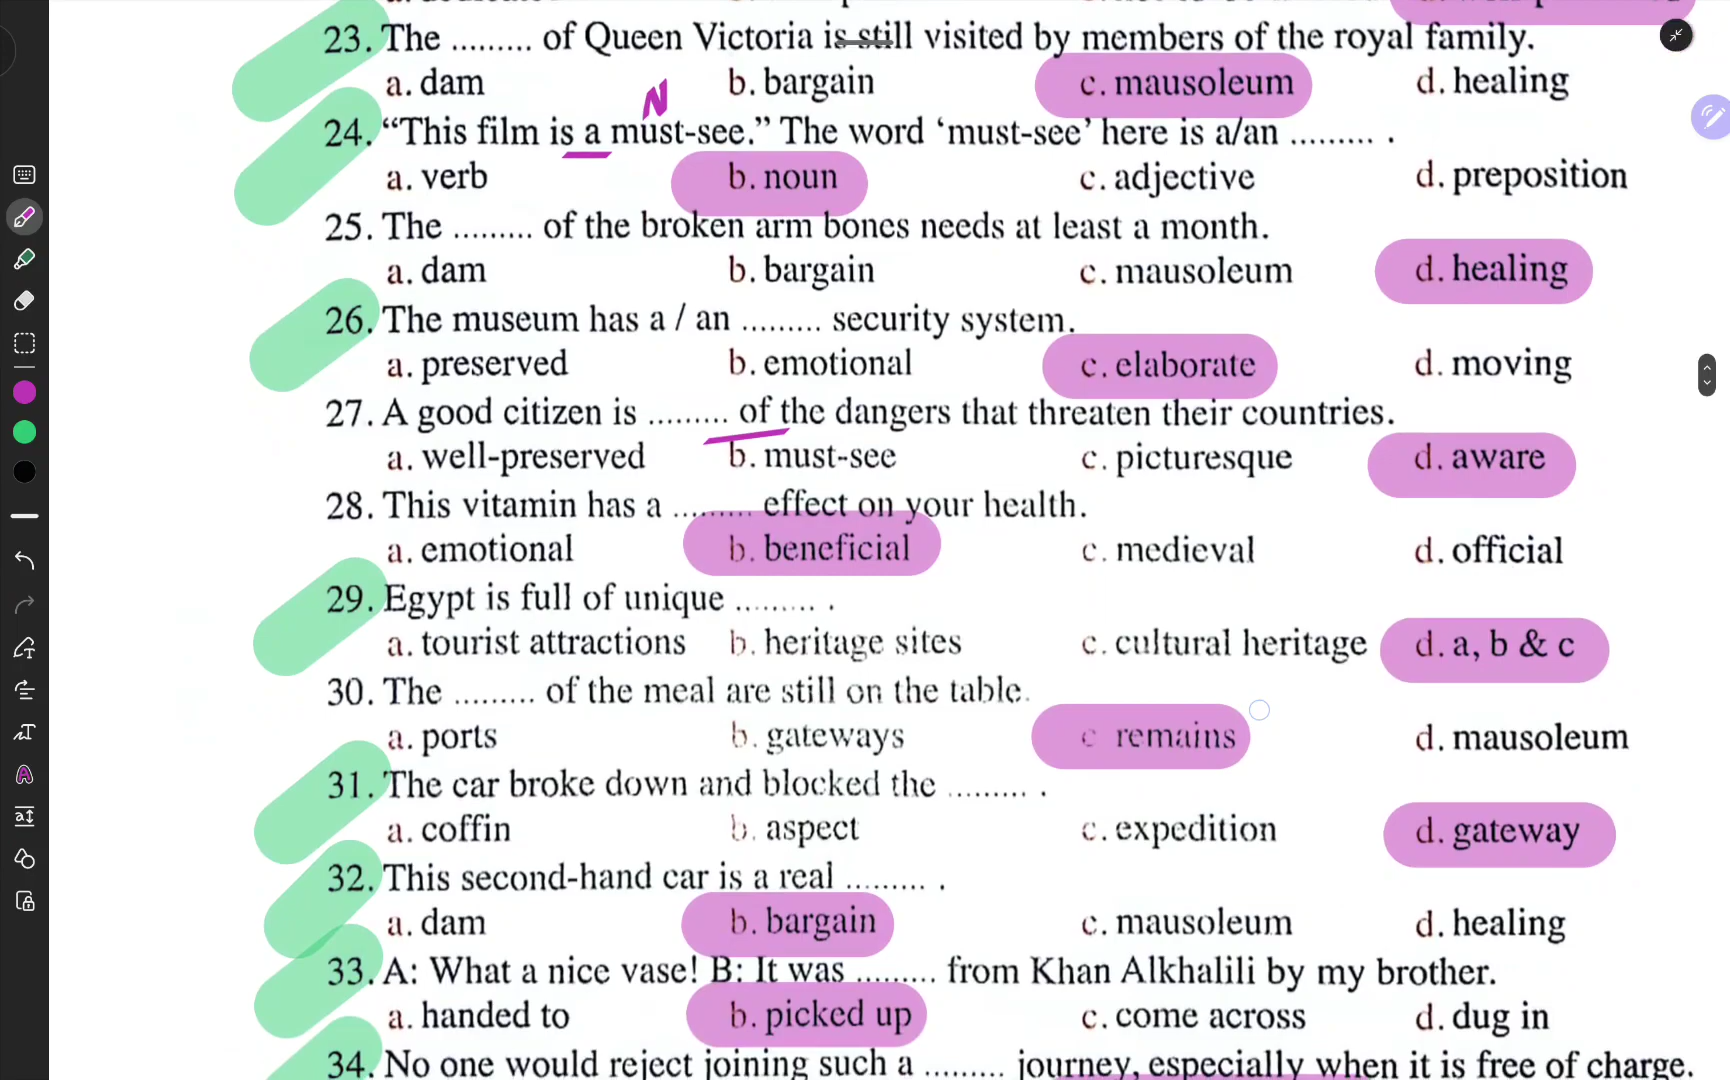 23. The ......... of Queen Victoria is still visited by members of the royal family.
a. dam b. bargain c. mausoleum d. healing
N
24. “This film is a must-see.” The word ‘must-see’ here is a/an ......... .
a. verb b. noun c. adjective d. preposition
25. The ......... of the broken arm bones needs at least a month.
a. dam b. bargain c. mausoleum d. healing
26. The museum has a / an ......... security system.
a. preserved b. emotional c. elaborate d. moving
27. A good citizen is ......... of the dangers that threaten their countries.
a. well-preserved b. must-see c. picturesque d. aware
28. This vitamin has a ......... effect on your health.
a. emotional b. beneficial c. medieval d. official
29. Egypt is full of unique ......... .
a. tourist attractions b. heritage sites c. cultural heritage d. a, b & c
30. The ......... of the meal are still on the table.
a. ports b. gateways c remains d. mausoleum
31. The car broke down and blocked the ......... .
a. coffin b. aspect c. expedition d. gateway
32. This second-hand car is a real ......... .
a. dam b. bargain c. mausoleum d. healing
33. A: What a nice vase! B: It was ......... from Khan Alkhalili by my brother.
a. handed to b. picked up c. come across d. dug in
34. No one would reject joining such a ......... journey, especially when it is free of charge.